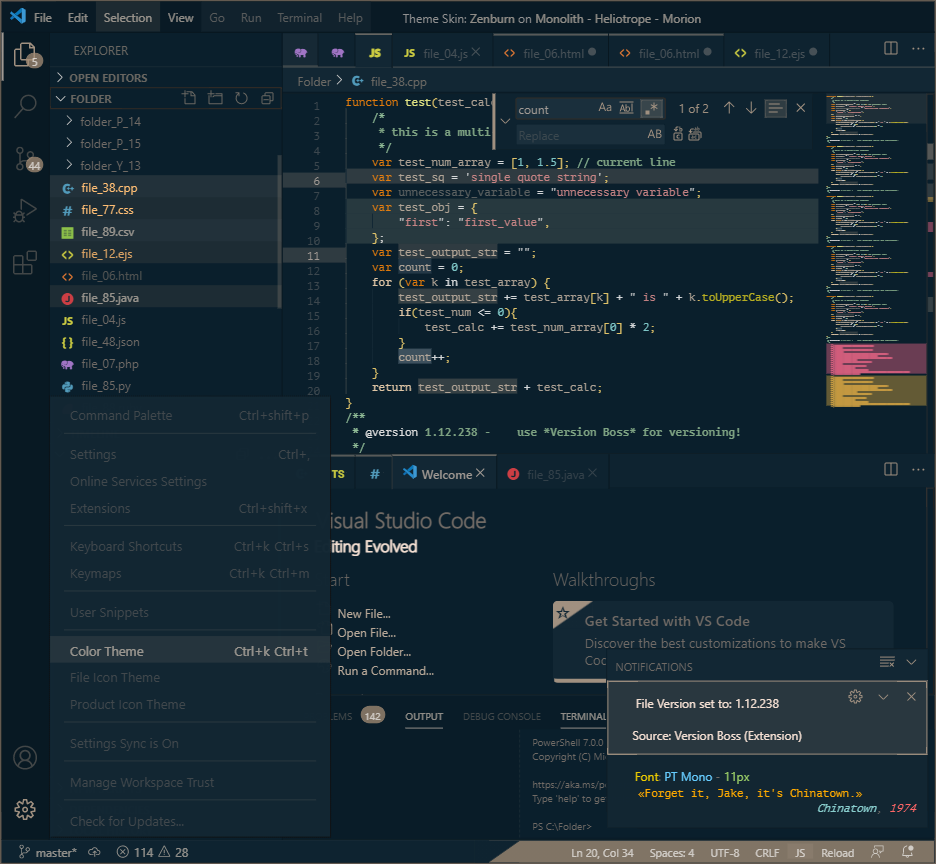 File Edit Selection View Go Run Terminal Help Theme Skin: Zenburn on Monolith - Heliotrope - Morion
EXPLORER
5
OPEN EDITORS
FOLDER
folder_P_14
folder_P_15
folder_Y_13
44
file_38.cpp
# file_77.css
file_89.csv
file_12.ejs
file_06.html
file_85.java
JS file_04.js
file_48.json
file_07.php
file_85.py
JS JS file_04.js file_06.html file_06.html file_12.ejs
Folder > file_38.cpp
count Aa Ab 1 of 2
Replace AB
1 function test(test_calc
2 /*
3 * this is a multi
4 */
5 var test_num_array = [1, 1.5]; // current line
6 var test_sq = 'single quote string';
7 var unnecessary_variable = "unnecessary variable";
8 var test_obj = {
9 "first": "first_value",
10 };
11 var test_output_str = "";
12 var count = 0;
13 for (var k in test_array) {
14 test_output_str += test_array[k] + " is " + k.toUpperCase();
15 if(test_num <= 0){
16 test_calc += test_num_array[0] * 2;
17 }
18 count++;
19 }
20 return test_output_str + test_calc;
}
/**
* @version 1.12.238 - use *Version Boss* for versioning!
*/
Command Palette Ctrl+shift+p
Settings Ctrl+,
Online Services Settings
Extensions Ctrl+shift+x
Keyboard Shortcuts Ctrl+k Ctrl+s
Keymaps Ctrl+k Ctrl+m
User Snippets
Color Theme Ctrl+k Ctrl+t
File Icon Theme
Product Icon Theme
Settings Sync is On
Manage Workspace Trust
Check for Updates...
TS # Welcome file_85.java
isual Studio Code
iting Evolved
art
New File...
Open File...
Open Folder...
Run a Command...
Walkthroughs
Get Started with VS Code
Discover the best customizations to make VS
Coc
NOTIFICATIONS
File Version set to: 1.12.238
Source: Version Boss (Extension)
Font: PT Mono - 11px
«Forget it, Jake, it's Chinatown.»
Chinatown, 1974
LEMS 142 OUTPUT DEBUG CONSOLE TERMINAL
PowerShell 7.0.0
Copyright (C) Mi
https://aka.ms/p
Type 'help' to ge
PS C:\Folder>
master* 114 28 Ln 20, Col 34 Spaces: 4 UTF-8 CRLF JS Reload